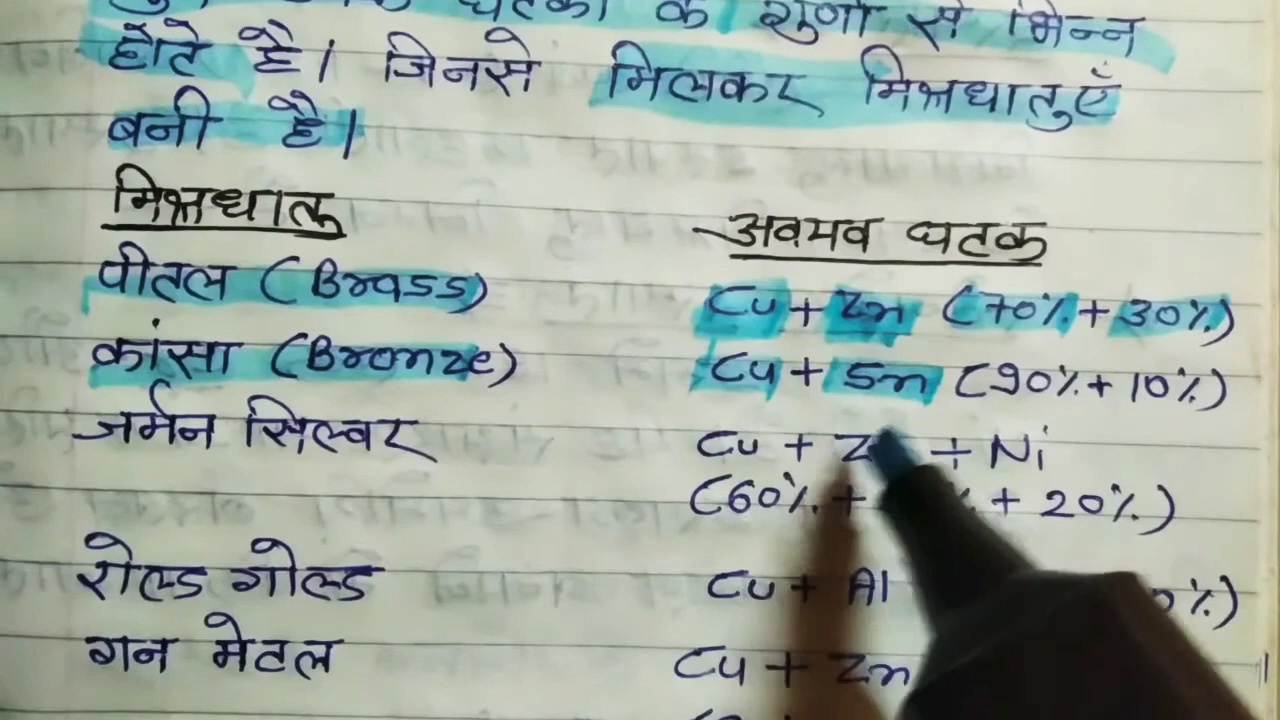 घटकों के गुणों से भिन्न
होते है। जिनसे मिलकर मिश्रधातुएँ
बनी है।
मिश्रधातु अवयव घटक
पीतल (Brass) Cu + Zn (70% + 30%)
कांसा (Bronze) Cu + Sn (90% + 10%)
जर्मन सिल्वर Cu + + Ni
(60% + + 20%)
रोल्ड गोल्ड Cu + Al
गन मेटल Cu + Zn